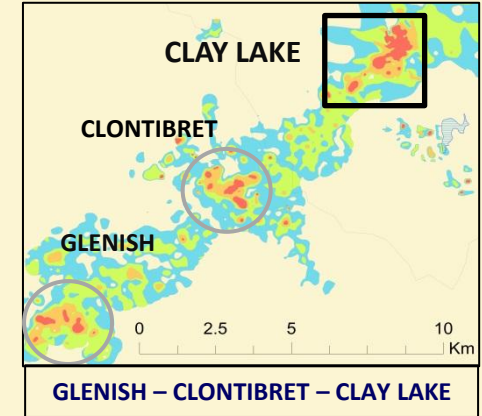 CLAY LAKE
CLONTIBRET
GLENISH
0 2.5 5 10
Km
GLENISH – CLONTIBRET – CLAY LAKE